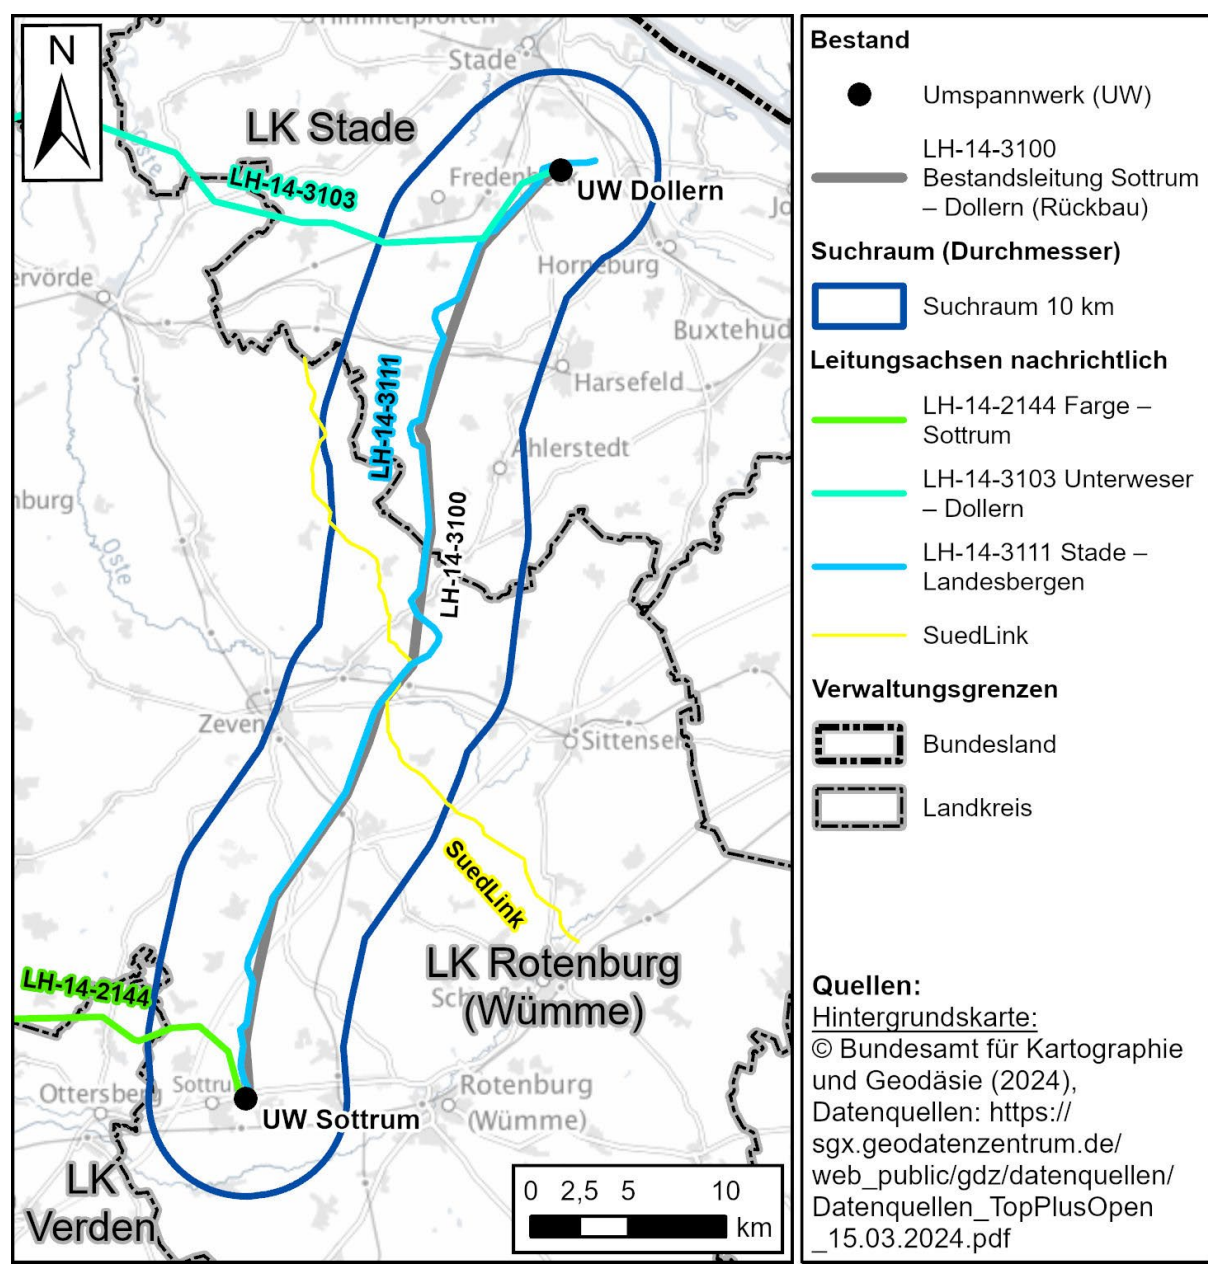 Himmelpforten
Stade
N
LK Stade
Oste
LH-14-3103
UW Dollern
Horneburg
Buxtehud
ervörde
Harsefeld
LH-14-3111
Ahlerstedt
LH-14-3100
nburg
Oste
Zeven
Sittensen
SuedLink
LK Rotenburg
(Wümme)
LH-14-2144
Ottersberg
Sottru
Rotenburg
(Wümme)
UW Sottrum
LK
Verden
0 2,5 5 10
km
Bestand
Umspannwerk (UW)
LH-14-3100
Bestandsleitung Sottrum
– Dollern (Rückbau)
Suchraum (Durchmesser)
Suchraum 10 km
Leitungsachsen nachrichtlich
LH-14-2144 Farge –
Sottrum
LH-14-3103 Unterweser
– Dollern
LH-14-3111 Stade –
Landesbergen
SuedLink
Verwaltungsgrenzen
Bundesland
Landkreis
Quellen:
Hintergrundskarte:
© Bundesamt für Kartographie
und Geodäsie (2024),
Datenquellen: https://
sgx.geodatenzentrum.de/
web_public/gdz/datenquellen/
Datenquellen_TopPlusOpen
_15.03.2024.pdf